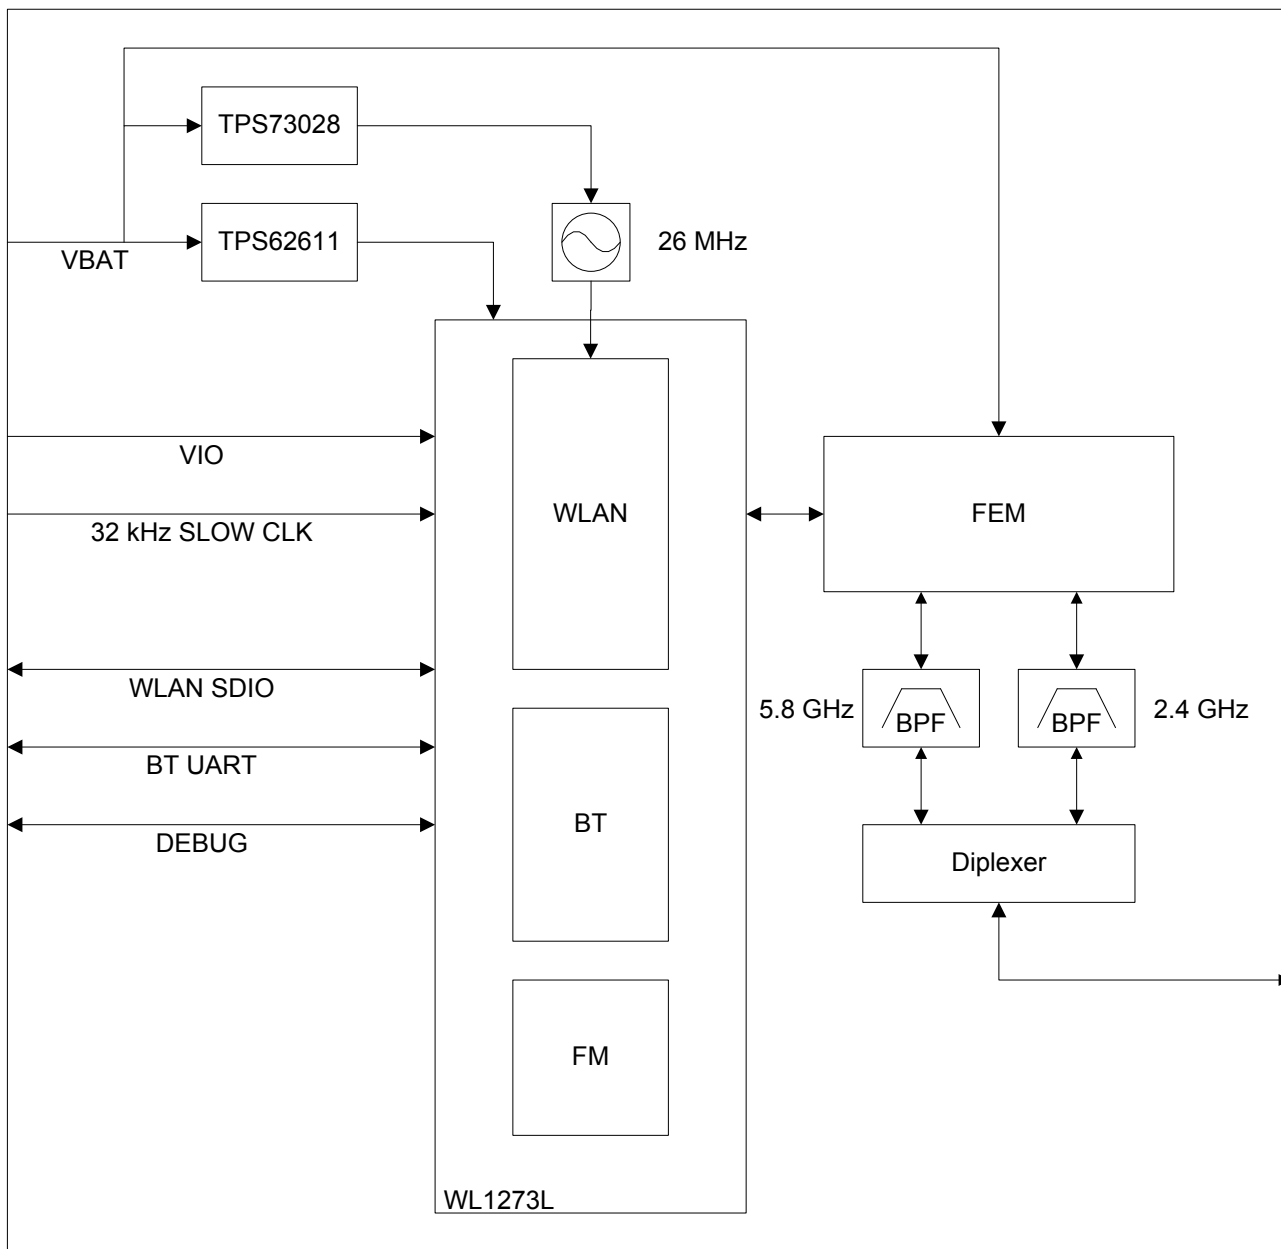 TPS73028
TPS62611
26 MHz
VBAT
VIO
32 kHz SLOW CLK
WLAN
FEM
WLAN SDIO
5.8 GHz
BPF
BPF
2.4 GHz
BT UART
BT
DEBUG
Diplexer
FM
WL1273L